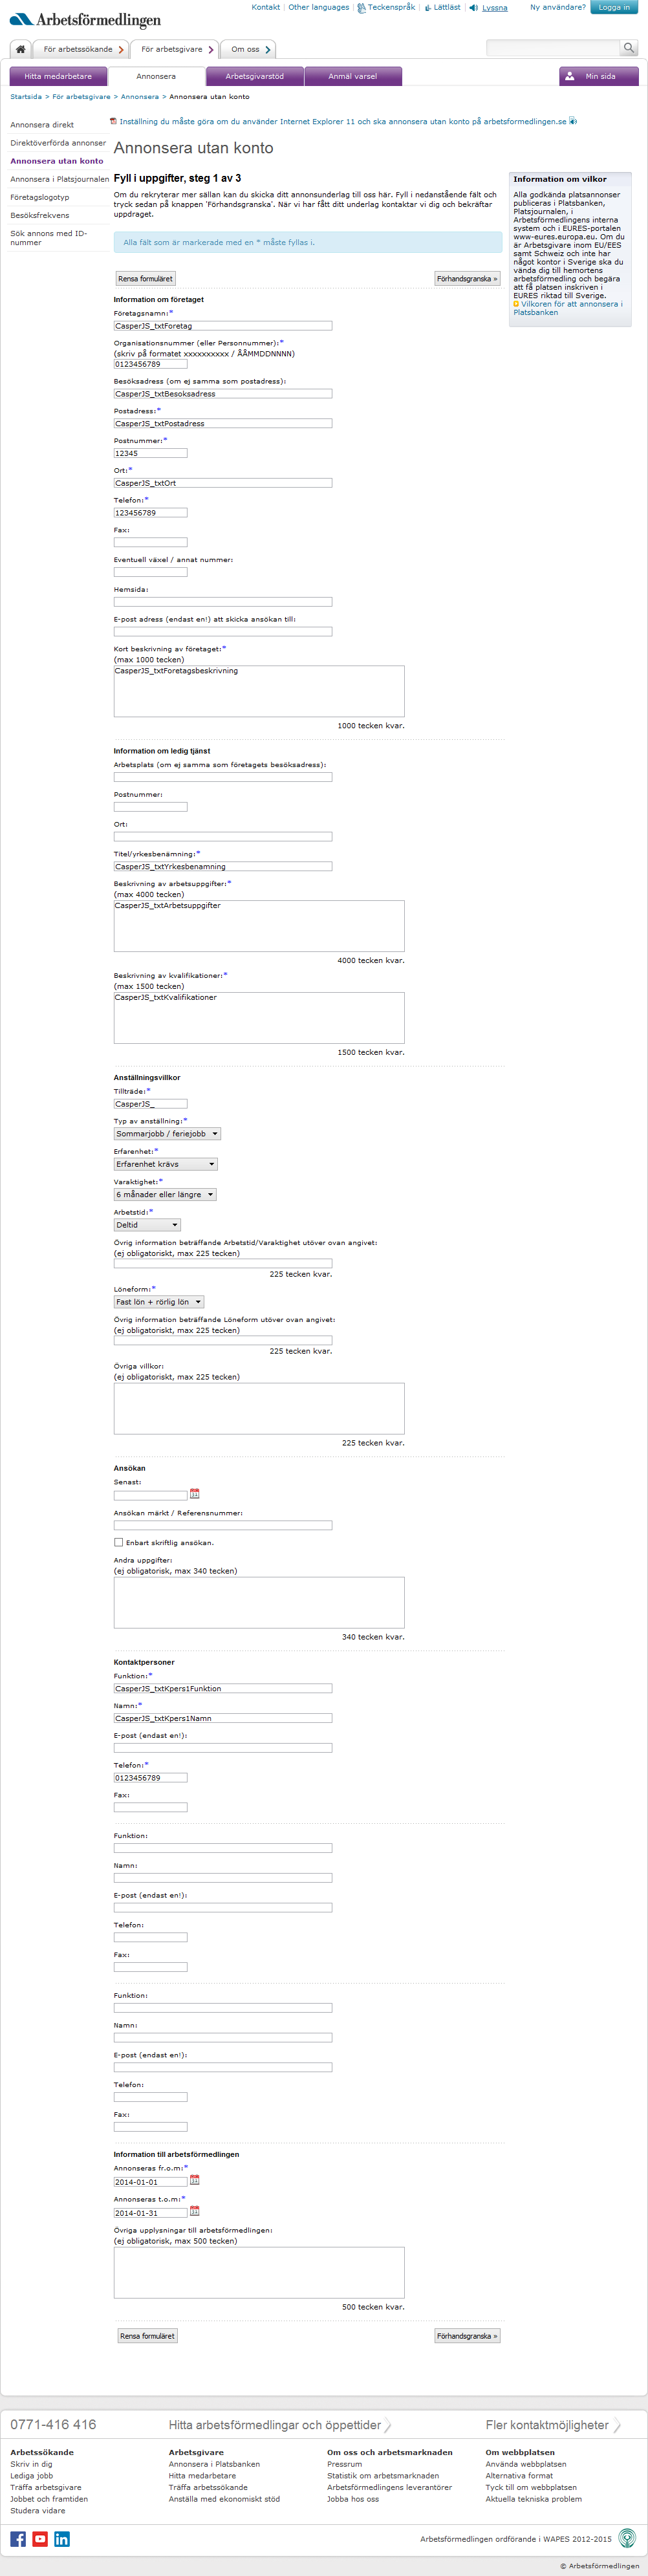 Kontakt | Other languages | Teckenspråk | Lättläst | Lyssna
Ny användare? Logga in
Arbetsförmedlingen
För arbetssökande För arbetsgivare Om oss
Hitta medarbetare Annonsera Arbetsgivarstöd Anmäl varsel Min sida
Startsida > För arbetsgivare > Annonsera > Annonsera utan konto
Annonsera direkt
Direktöverförda annonser
Annonsera utan konto
Annonsera i Platsjournalen
Företagslogotyp
Besöksfrekvens
Sök annons med ID-
nummer
Inställning du måste göra om du använder Internet Explorer 11 och ska annonsera utan konto på arbetsformedlingen.se
Annonsera utan konto
Fyll i uppgifter, steg 1 av 3
Om du rekryterar mer sällan kan du skicka ditt annonsunderlag till oss här. Fyll i nedanstående fält och
tryck sedan på knappen 'Förhandsgranska'. När vi har fått ditt underlag kontaktar vi dig och bekräftar
uppdraget.
Alla fält som är markerade med en * måste fyllas i.
Information om vilkor
Alla godkända platsannonser
publiceras i Platsbanken,
Platsjournalen, i
Arbetsförmedlingens interna
system och i EURES-portalen
www-eures.europa.eu. Om du
är Arbetsgivare inom EU/EES
samt Schweiz och inte har
något kontor i Sverige ska du
vända dig till hemortens
arbetsförmedling och begära
att få platsen inskriven i
EURES riktad till Sverige.
Vilkoren för att annonsera i
Platsbanken
Rensa formuläret Förhandsgranska »
Information om företaget
Företagsnamn:*
CasperJS_txtForetag
Organisationsnummer (eller Personnummer):*
(skriv på formatet xxxxxxxxxx / ÅÅMMDDNNNN)
0123456789
Besöksadress (om ej samma som postadress):
CasperJS_txtBesoksadress
Postadress:*
CasperJS_txtPostadress
Postnummer:*
12345
Ort:*
CasperJS_txtOrt
Telefon:*
123456789
Fax:
Eventuell växel / annat nummer:
Hemsida:
E-post adress (endast en!) att skicka ansökan till:
Kort beskrivning av företaget:*
(max 1000 tecken)
CasperJS_txtForetagsbeskrivning
1000 tecken kvar.
Information om ledig tjänst
Arbetsplats (om ej samma som företagets besöksadress):
Postnummer:
Ort:
Titel/yrkesbenämning:*
CasperJS_txtYrkesbenamning
Beskrivning av arbetsuppgifter:*
(max 4000 tecken)
CasperJS_txtArbetsuppgifter
4000 tecken kvar.
Beskrivning av kvalifikationer:*
(max 1500 tecken)
CasperJS_txtKvalifikationer
1500 tecken kvar.
Anställningsvillkor
Tillträde:*
CasperJS_
Typ av anställning:*
Sommarjobb / feriejobb
Erfarenhet:*
Erfarenhet krävs
Varaktighet:*
6 månader eller längre
Arbetstid:*
Deltid
Övrig information beträffande Arbetstid/Varaktighet utöver ovan angivet:
(ej obligatoriskt, max 225 tecken)
225 tecken kvar.
Löneform:*
Fast lön + rörlig lön
Övrig information beträffande Löneform utöver ovan angivet:
(ej obligatoriskt, max 225 tecken)
225 tecken kvar.
Övriga villkor:
(ej obligatoriskt, max 225 tecken)
225 tecken kvar.
Ansökan
Senast:
Ansökan märkt / Referensnummer:
Enbart skriftlig ansökan.
Andra uppgifter:
(ej obligatorisk, max 340 tecken)
340 tecken kvar.
Kontaktpersoner
Funktion:*
CasperJS_txtKpers1Funktion
Namn:*
CasperJS_txtKpers1Namn
E-post (endast en!):
Telefon:*
0123456789
Fax:
Funktion:
Namn:
E-post (endast en!):
Telefon:
Fax:
Funktion:
Namn:
E-post (endast en!):
Telefon:
Fax:
Information till arbetsförmedlingen
Annonseras fr.o.m:*
2014-01-01
Annonseras t.o.m:*
2014-01-31
Övriga upplysningar till arbetsförmedlingen:
(ej obligatorisk, max 500 tecken)
500 tecken kvar.
Rensa formuläret Förhandsgranska »
0771-416 416 Hitta arbetsförmedlingar och öppettider Fler kontaktmöjligheter
Arbetssökande
Skriv in dig
Lediga jobb
Träffa arbetsgivare
Jobbet och framtiden
Studera vidare
Arbetsgivare
Annonsera i Platsbanken
Hitta medarbetare
Träffa arbetssökande
Anställa med ekonomiskt stöd
Om oss och arbetsmarknaden
Pressrum
Statistik om arbetsmarknaden
Arbetsförmedlingens leverantörer
Jobba hos oss
Om webbplatsen
Använda webbplatsen
Alternativa format
Tyck till om webbplatsen
Aktuella tekniska problem
Arbetsförmedlingen ordförande i WAPES 2012-2015
© Arbetsförmedlingen